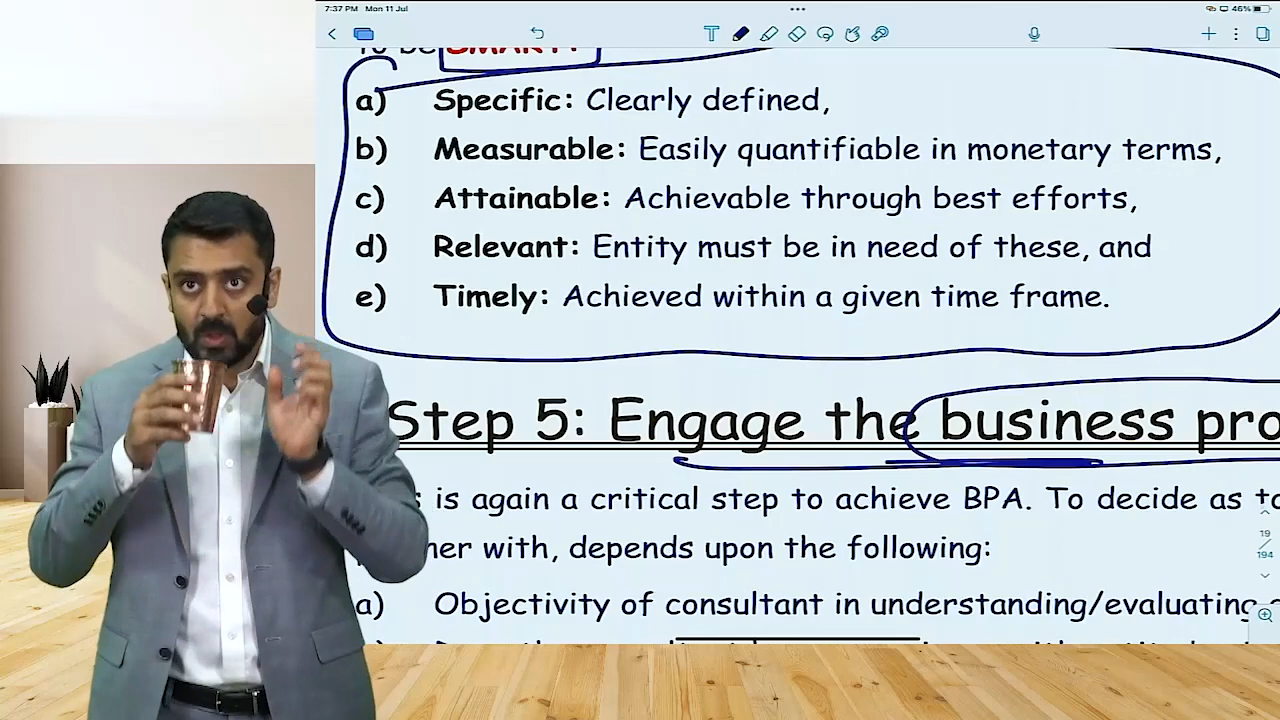 7:37 PM Mon 11 Jul
46%
To be SMART:
a) Specific: Clearly defined,
b) Measurable: Easily quantifiable in monetary terms,
c) Attainable: Achievable through best efforts,
d) Relevant: Entity must be in need of these, and
e) Timely: Achieved within a given time frame.
Step 5: Engage the business pro
is again a critical step to achieve BPA. To decide as to
with, depends upon the following:
a) Objectivity of consultant in understanding/evaluating
19
194